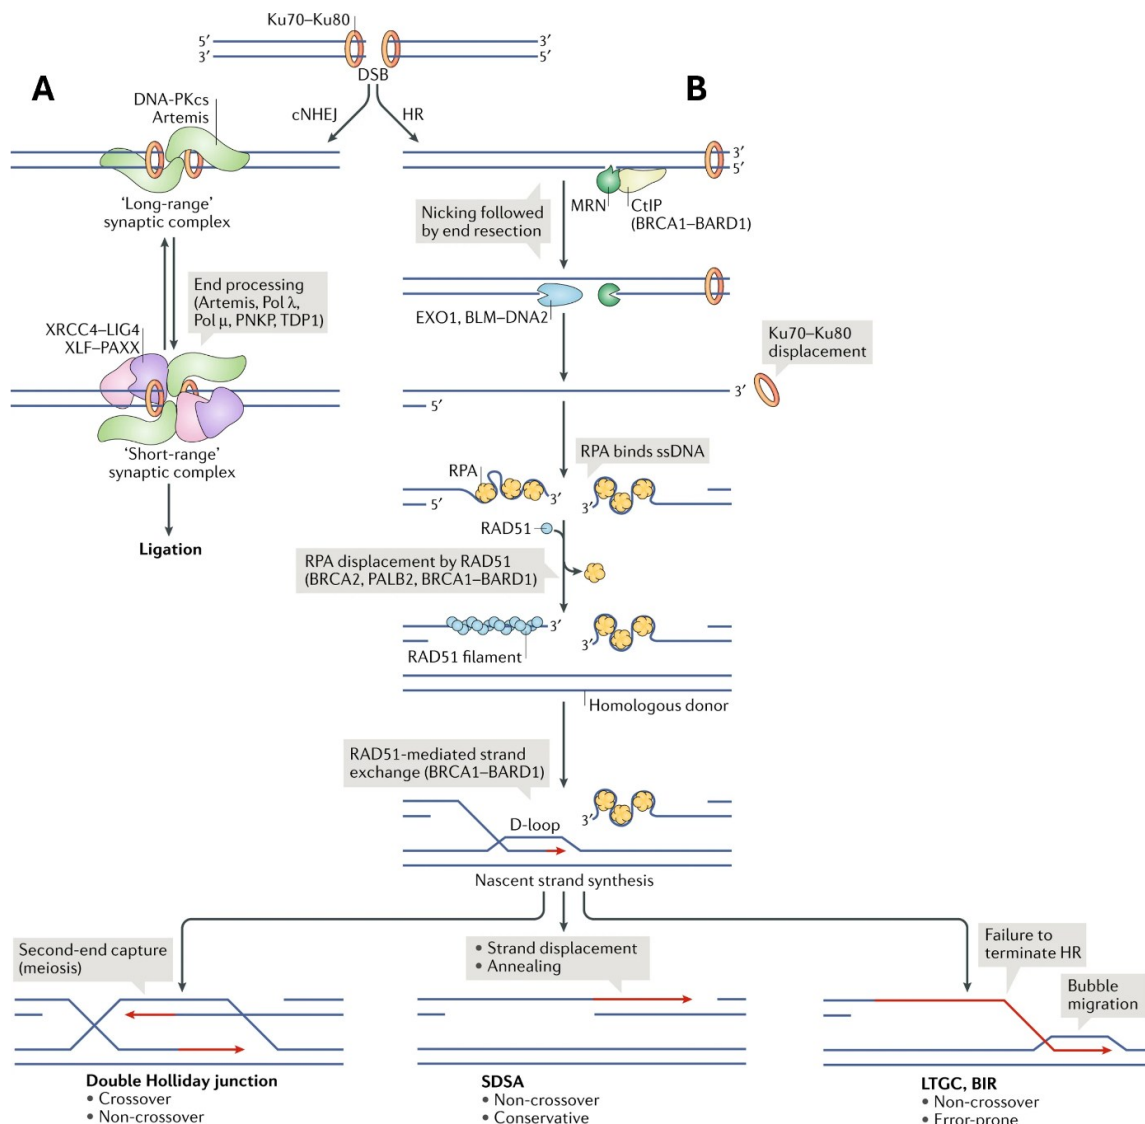 Ku70–Ku80
5′
3′
3′
5′
DSB
A
B
cNHEJ
HR
DNA-PKcs
Artemis
'Long-range'
synaptic complex
End processing
(Artemis, Pol λ,
Pol μ, PNKP, TDP1)
XRCC4–LIG4
XLF–PAXX
'Short-range'
synaptic complex
Ligation
3′
5′
MRN
CtIP
(BRCA1–BARD1)
Nicking followed
by end resection
EXO1, BLM–DNA2
Ku70–Ku80
displacement
3′
5′
RPA binds ssDNA
RPA
3′
5′
3′
RAD51
RPA displacement by RAD51
(BRCA2, PALB2, BRCA1–BARD1)
3′
3′
RAD51 filament
Homologous donor
RAD51-mediated strand
exchange (BRCA1–BARD1)
3′
D-loop
Nascent strand synthesis
Second-end capture
(meiosis)
• Strand displacement
• Annealing
Failure to
terminate HR
Bubble
migration
Double Holliday junction
• Crossover
• Non-crossover
SDSA
• Non-crossover
• Conservative
LTGC, BIR
• Non-crossover
• Error-prone